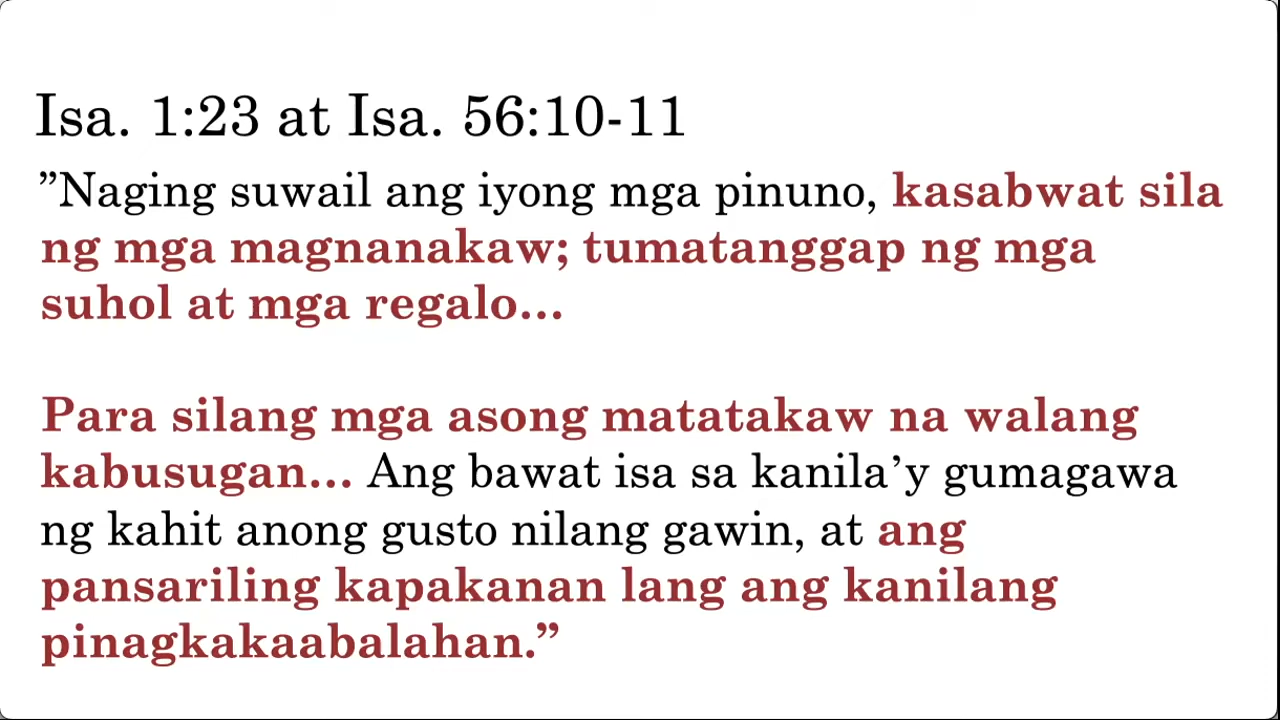 Isa. 1:23 at Isa. 56:10-11
”Naging suwail ang iyong mga pinuno, kasabwat sila
ng mga magnanakaw; tumatanggap ng mga
suhol at mga regalo…
Para silang mga asong matatakaw na walang
kabusugan… Ang bawat isa sa kanila’y gumagawa
ng kahit anong gusto nilang gawin, at ang
pansariling kapakanan lang ang kanilang
pinagkakaabalahan.”